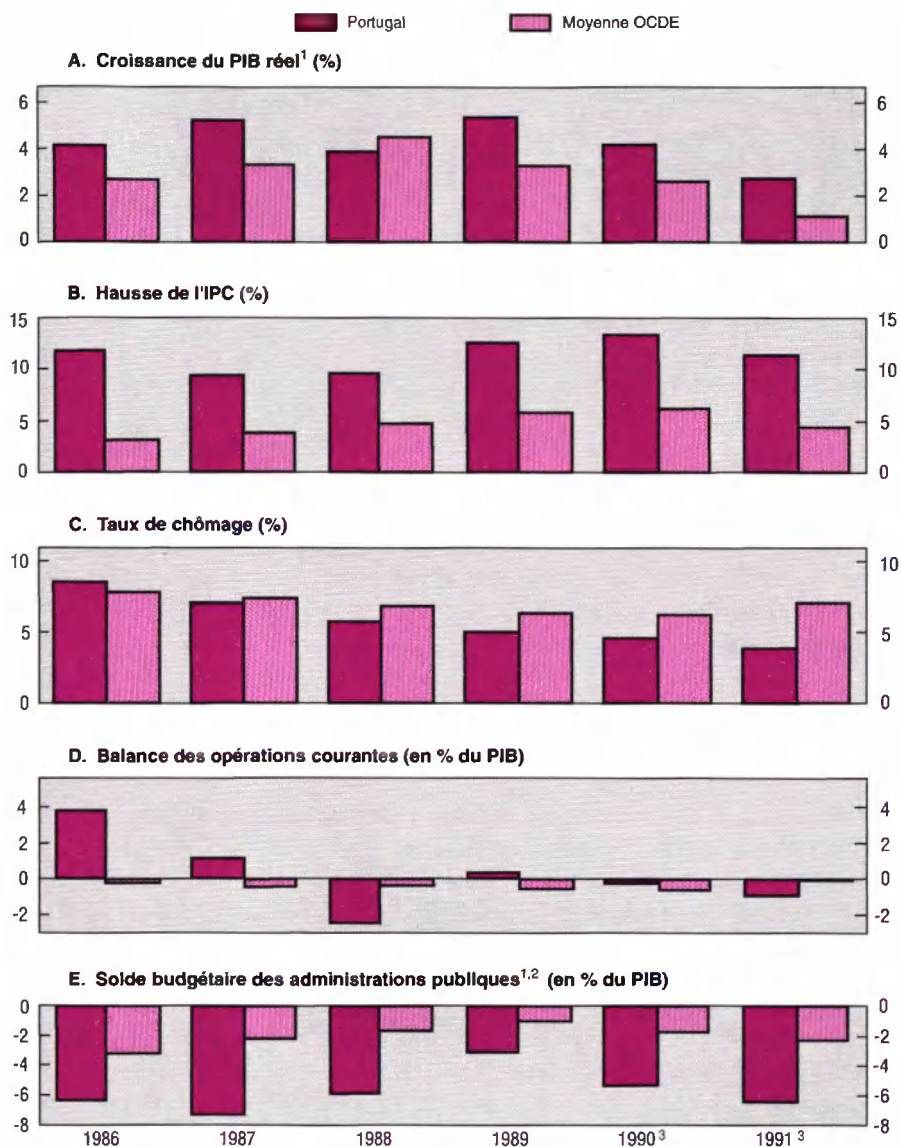 Portugal Moyenne OCDE
A. Croissance du PIB réel¹ (%)
6 6
4 4
2 2
0 0
B. Hausse de l'IPC (%)
15 15
10 10
5 5
0 0
C. Taux de chômage (%)
10 10
5 5
0 0
D. Balance des opérations courantes (en % du PIB)
4 4
2 2
0 0
-2 -2
E. Solde budgétaire des administrations publiques¹,² (en % du PIB)
0 0
-2 -2
-4 -4
-6 -6
-8 -8
1986 1987 1988 1989 1990³ 1991³